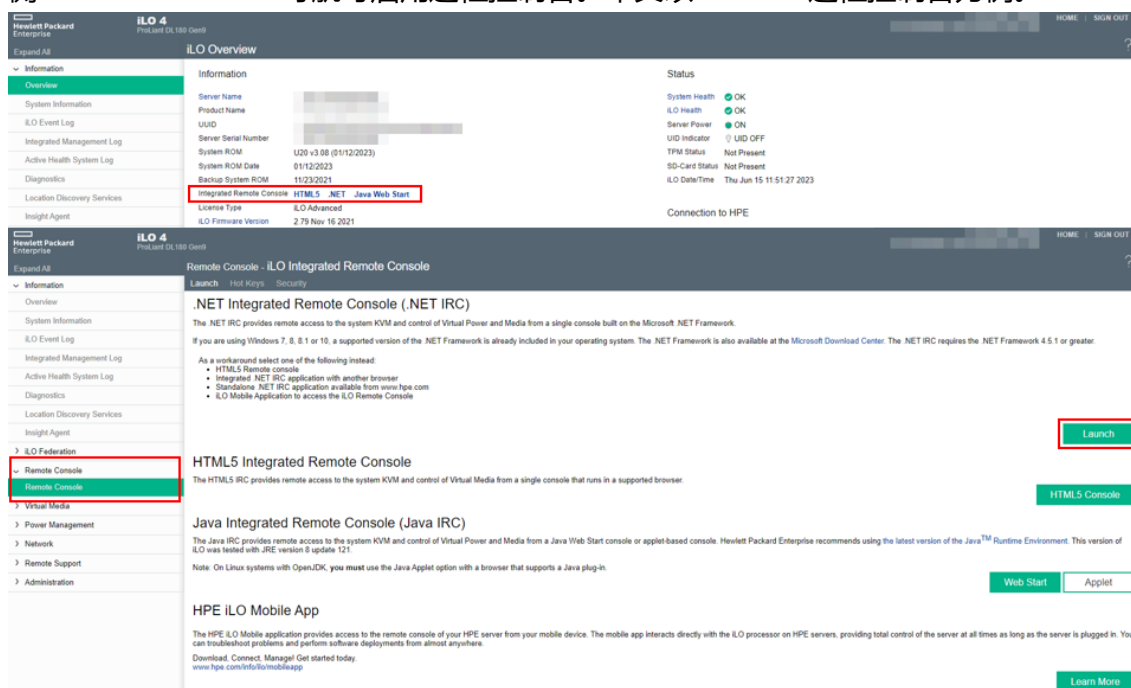 Hewlett Packard
Enterprise
iLO 4
ProLiant DL180 Gen9
HOME | SIGN OUT
Expand All
iLO Overview
?
Information
Overview
System Information
iLO Event Log
Integrated Management Log
Active Health System Log
Diagnostics
Location Discovery Services
Insight Agent
Information
Server Name
Product Name
UUID
Server Serial Number
System ROM U20 v3.08 (01/12/2023)
System ROM Date 01/12/2023
Backup System ROM 11/23/2021
Integrated Remote Console HTML5 .NET Java Web Start
License Type iLO Advanced
iLO Firmware Version 2.79 Nov 16 2021
Status
System Health OK
iLO Health OK
Server Power ON
UID Indicator UID OFF
TPM Status Not Present
SD-Card Status Not Present
iLO Date/Time Thu Jun 15 11:51:27 2023
Connection to HPE
Hewlett Packard
Enterprise
iLO 4
ProLiant DL180 Gen9
HOME | SIGN OUT
Expand All
Remote Console - iLO Integrated Remote Console
?
Launch Hot Keys Security
Information
Overview
System Information
iLO Event Log
Integrated Management Log
Active Health System Log
Diagnostics
Location Discovery Services
Insight Agent
iLO Federation
Remote Console
Remote Console
Virtual Media
Power Management
Network
Remote Support
Administration
.NET Integrated Remote Console (.NET IRC)
The .NET IRC provides remote access to the system KVM and control of Virtual Power and Media from a single console built on the Microsoft .NET Framework.
If you are using Windows 7, 8, 8.1 or 10, a supported version of the .NET Framework is already included in your operating system. The .NET Framework is also available at the Microsoft Download Center. The .NET IRC requires the .NET Framework 4.5.1 or greater.
As a workaround select one of the following instead:
• HTML5 Remote console
• Integrated .NET IRC application with another browser
• Standalone .NET IRC application available from www.hpe.com
• iLO Mobile Application to access the iLO Remote Console
Launch
HTML5 Integrated Remote Console
The HTML5 IRC provides remote access to the system KVM and control of Virtual Media from a single console that runs in a supported browser.
HTML5 Console
Java Integrated Remote Console (Java IRC)
The Java IRC provides remote access to the system KVM and control of Virtual Power and Media from a Java Web Start console or applet-based console. Hewlett Packard Enterprise recommends using the latest version of the Java™ Runtime Environment. This version of
iLO was tested with JRE version 8 update 121.
Note: On Linux systems with OpenJDK, you must use the Java Applet option with a browser that supports a Java plug-in.
Web Start Applet
HPE iLO Mobile App
The HPE iLO Mobile application provides access to the remote console of your HPE server from your mobile device. The mobile app interacts directly with the iLO processor on HPE servers, providing total control of the server at all times as long as the server is plugged in. You
can troubleshoot problems and perform software deployments from almost anywhere.
Download, Connect, Manage! Get started today.
www.hpe.com/info/ilo/mobileapp
Learn More